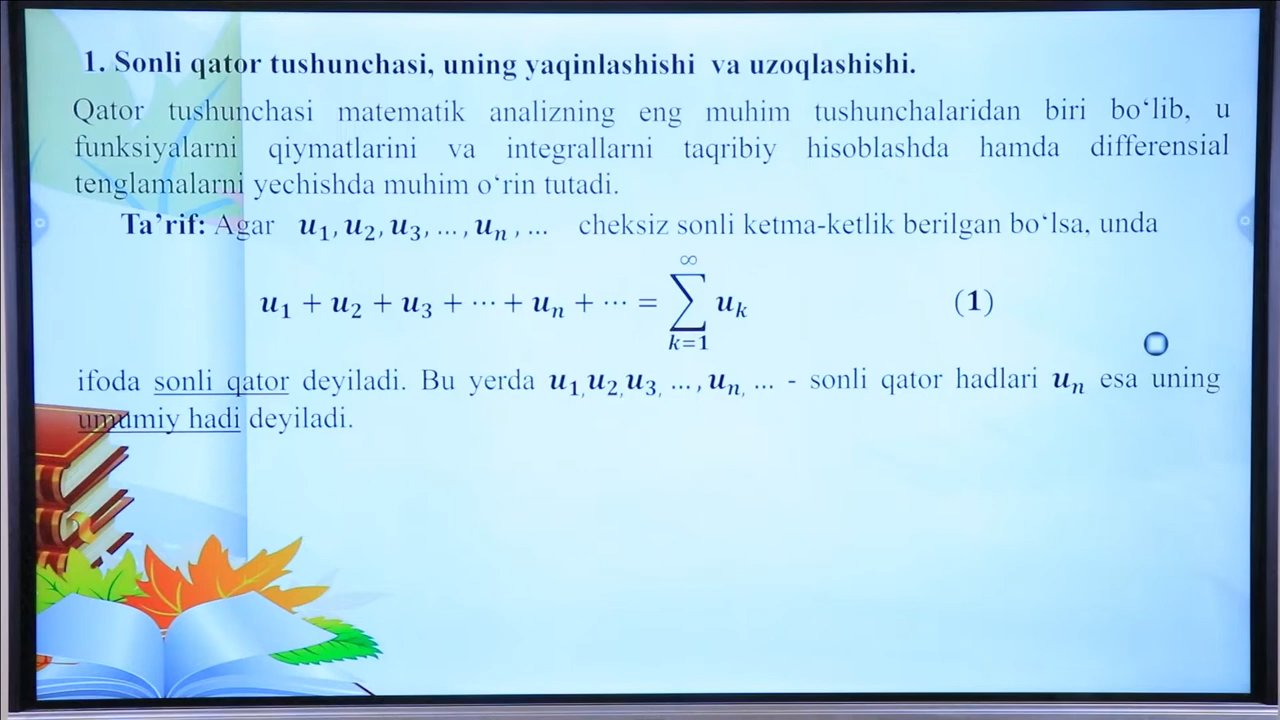 1. Sonli qator tushunchasi, uning yaqinlashishi va uzoqlashishi.
Qator tushunchasi matematik analizning eng muhim tushunchalaridan biri bo‘lib, u
funksiyalarni qiymatlarini va integrallarni taqribiy hisoblashda hamda differensial
tenglamalarni yechishda muhim o‘rin tutadi.
Ta’rif: Agar u₁, u₂, u₃, … , uₙ , … cheksiz sonli ketma-ketlik berilgan bo‘lsa, unda
u₁ + u₂ + u₃ + ⋯ + uₙ + ⋯ = ∑_{k=1}^{∞} uₖ (1)
ifoda sonli qator deyiladi. Bu yerda u₁, u₂, u₃, … , uₙ, … - sonli qator hadlari uₙ esa uning
umumiy hadi deyiladi.